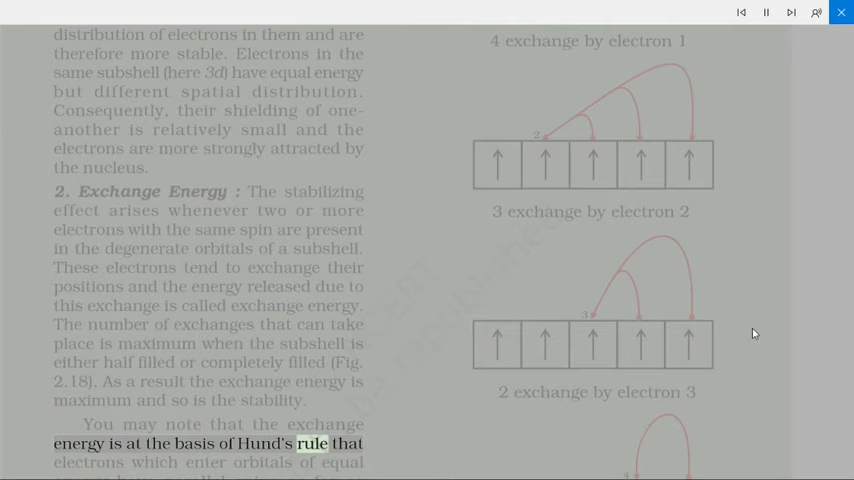 distribution of electrons in them and are
therefore more stable. Electrons in the
same subshell (here 3d) have equal energy
but different spatial distribution.
Consequently, their shielding of one-
another is relatively small and the
electrons are more strongly attracted by
the nucleus.
2. Exchange Energy : The stabilizing
effect arises whenever two or more
electrons with the same spin are present
in the degenerate orbitals of a subshell.
These electrons tend to exchange their
positions and the energy released due to
this exchange is called exchange energy.
The number of exchanges that can take
place is maximum when the subshell is
either half filled or completely filled (Fig.
2.18). As a result the exchange energy is
maximum and so is the stability.
You may note that the exchange
energy is at the basis of Hund's rule that
electrons which enter orbitals of equal
4 exchange by electron 1
2
3 exchange by electron 2
3
2 exchange by electron 3
4
be republished